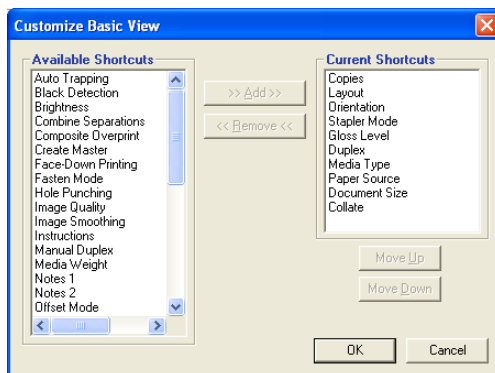 Customize Basic View
Available Shortcuts
Auto Trapping
Black Detection
Brightness
Combine Separations
Composite Overprint
Create Master
Face-Down Printing
Fasten Mode
Hole Punching
Image Quality
Image Smoothing
Instructions
Manual Duplex
Media Weight
Notes 1
Notes 2
Offset Mode
>> Add >>
<< Remove <<
Current Shortcuts
Copies
Layout
Orientation
Stapler Mode
Gloss Level
Duplex
Media Type
Paper Source
Document Size
Collate
Move Up
Move Down
OK
Cancel